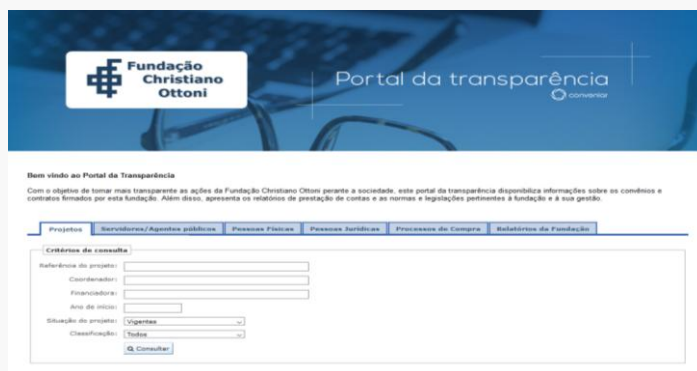 Fundação
Christiano
Ottoni
Portal da transparência
conveniar
Bem vindo ao Portal da Transparência
Com o objetivo de tornar mais transparente as ações da Fundação Christiano Ottoni perante a sociedade, este portal da transparência disponibiliza informações sobre os convênios e
contratos firmados por esta fundação. Além disso, apresenta os relatórios de prestação de contas e as normas e legislações pertinentes à fundação e à sua gestão.
Projetos Servidores/Agentes públicos Pessoas Físicas Pessoas Jurídicas Processos de Compra Relatórios da Fundação
Critérios de consulta
Referência do projeto:
Coordenador:
Financiadora:
Ano de início:
Situação do projeto: Vigentes
Classificação: Todos
Consultar